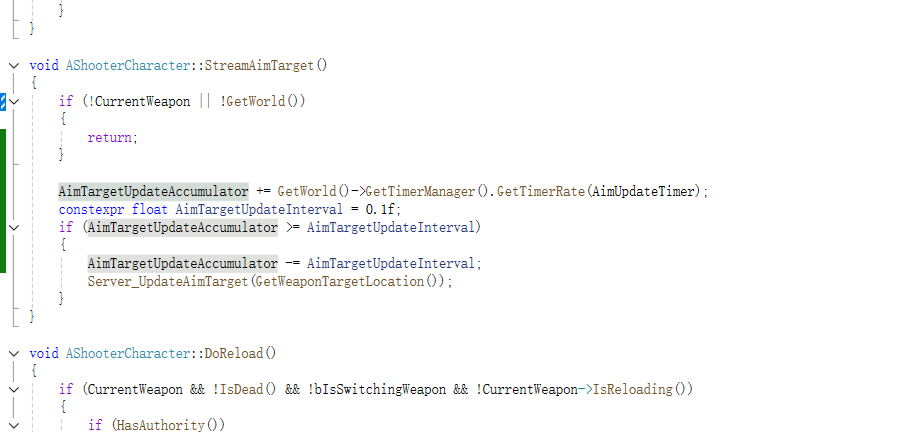 }
}
void AShooterCharacter::StreamAimTarget()
{
if (!CurrentWeapon || !GetWorld())
{
return;
}
AimTargetUpdateAccumulator += GetWorld()->GetTimerManager().GetTimerRate(AimUpdateTimer);
constexpr float AimTargetUpdateInterval = 0.1f;
if (AimTargetUpdateAccumulator >= AimTargetUpdateInterval)
{
AimTargetUpdateAccumulator -= AimTargetUpdateInterval;
Server_UpdateAimTarget(GetWeaponTargetLocation());
}
}
void AShooterCharacter::DoReload()
{
if (CurrentWeapon && !IsDead() && !bIsSwitchingWeapon && !CurrentWeapon->IsReloading())
{
if (HasAuthority())